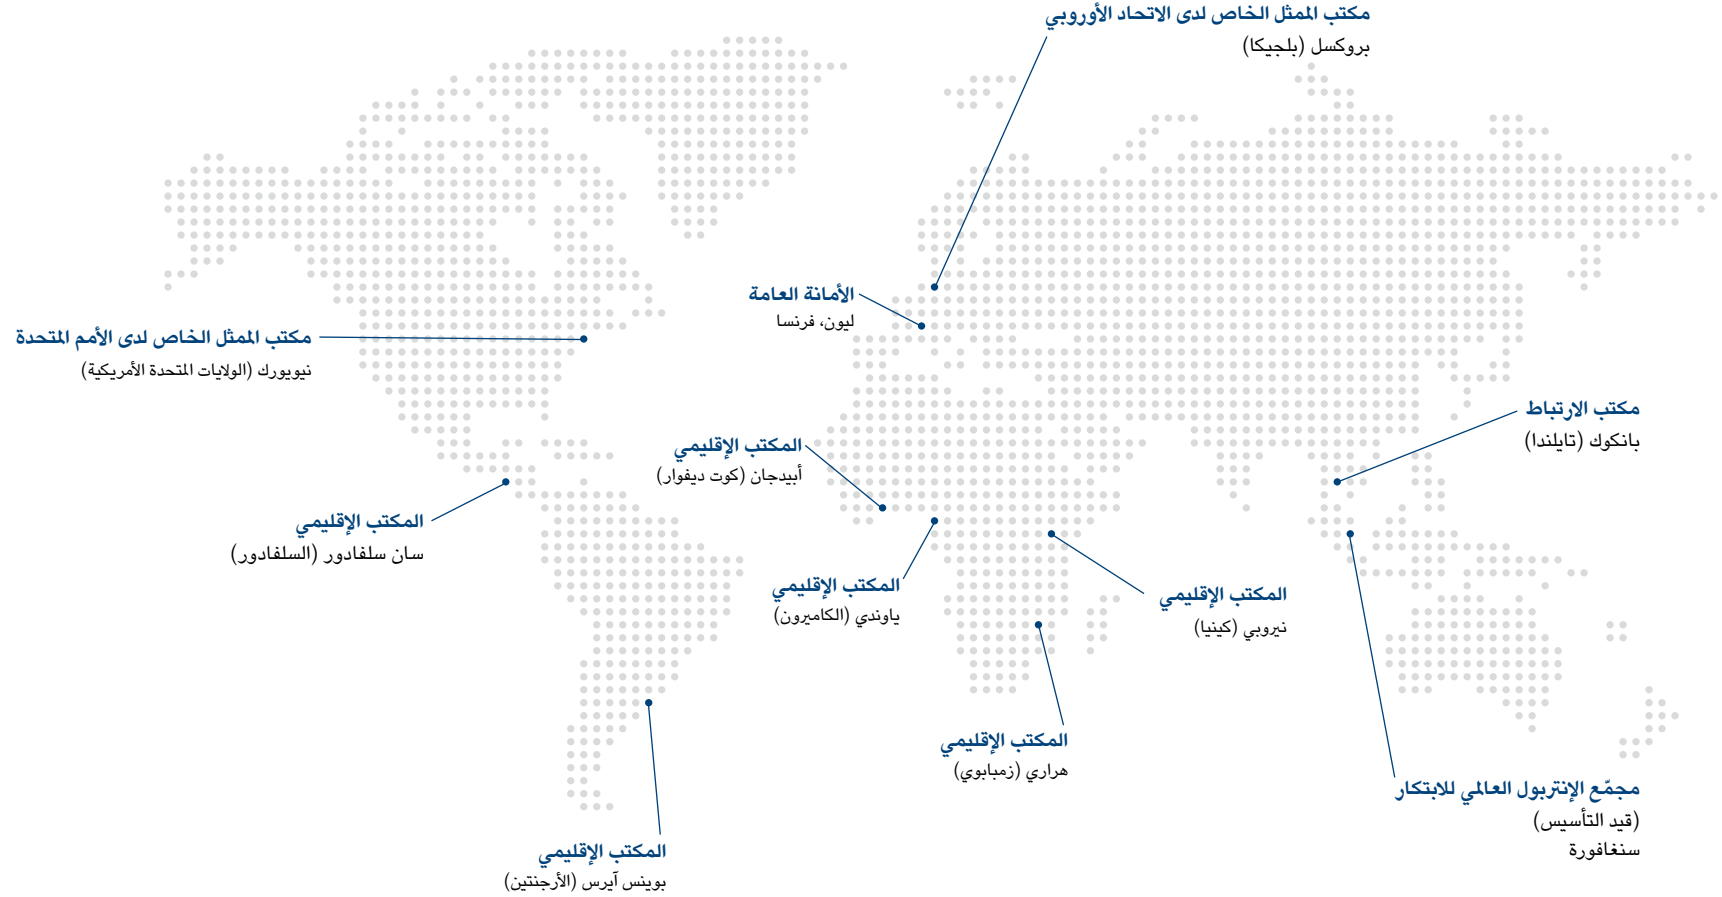 مكتب الممثل الخاص لدى الاتحاد الأوروبي
بروكسل (بلجيكا)
الأمانة العامة
ليون، فرنسا
مكتب الممثل الخاص لدى الأمم المتحدة
نيويورك (الولايات المتحدة الأمريكية)
مكتب الارتباط
بانكوك (تايلندا)
المكتب الإقليمي
أبيدجان (كوت ديفوار)
المكتب الإقليمي
سان سلفادور (السلفادور)
المكتب الإقليمي
ياوندي (الكاميرون)
المكتب الإقليمي
نيروبي (كينيا)
المكتب الإقليمي
هراري (زمبابوي)
مجمّع الإنتربول العالمي للابتكار
(قيد التأسيس)
سنغافورة
المكتب الإقليمي
بوينس آيرس (الأرجنتين)